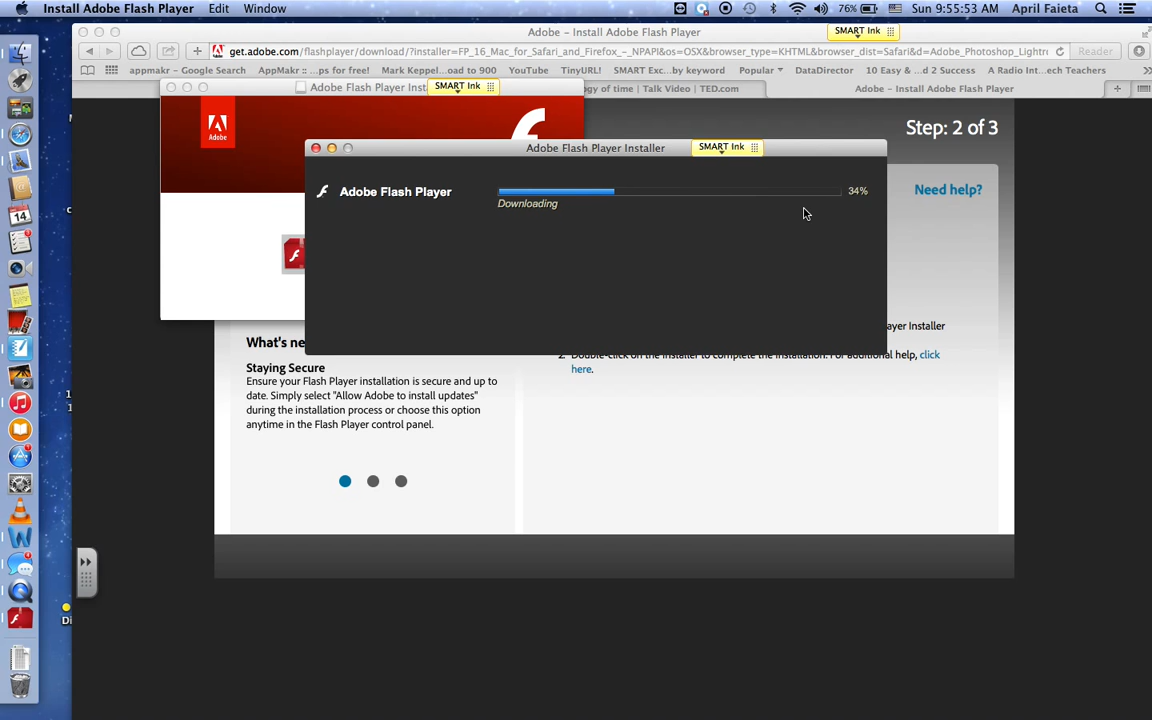 Install Adobe Flash Player Edit Window 76% Sun 9:55:53 AM April Faieta
Adobe – Install Adobe Flash Player SMART Ink
get.adobe.com/flashplayer/download/?installer=FP_16_Mac_for_Safari_and_Firefox_–_NPAPI&os=OSX&browser_type=KHTML&browser_dist=Safari&d=Adobe_Photoshop_Lightr Reader
appmakr – Google Search AppMakr :: ...ps for free! Mark Keppel...oad to 900 YouTube TinyURL! SMART Exc...by keyword Popular DataDirector 10 Easy & ...d 2 Success A Radio Int...ech Teachers
Adobe Flash Player Inst SMART Ink
ogy of time | Talk Video | TED.com Adobe – Install Adobe Flash Player
Adobe
Step: 2 of 3
Adobe Flash Player Installer SMART Ink
Need help?
Adobe Flash Player 34%
Downloading
ayer Installer
What's ne
2. Double-click on the installer to complete the installation. For additional help, click
here.
Staying Secure
Ensure your Flash Player installation is secure and up to
date. Simply select "Allow Adobe to install updates"
during the installation process or choose this option
anytime in the Flash Player control panel.
Di